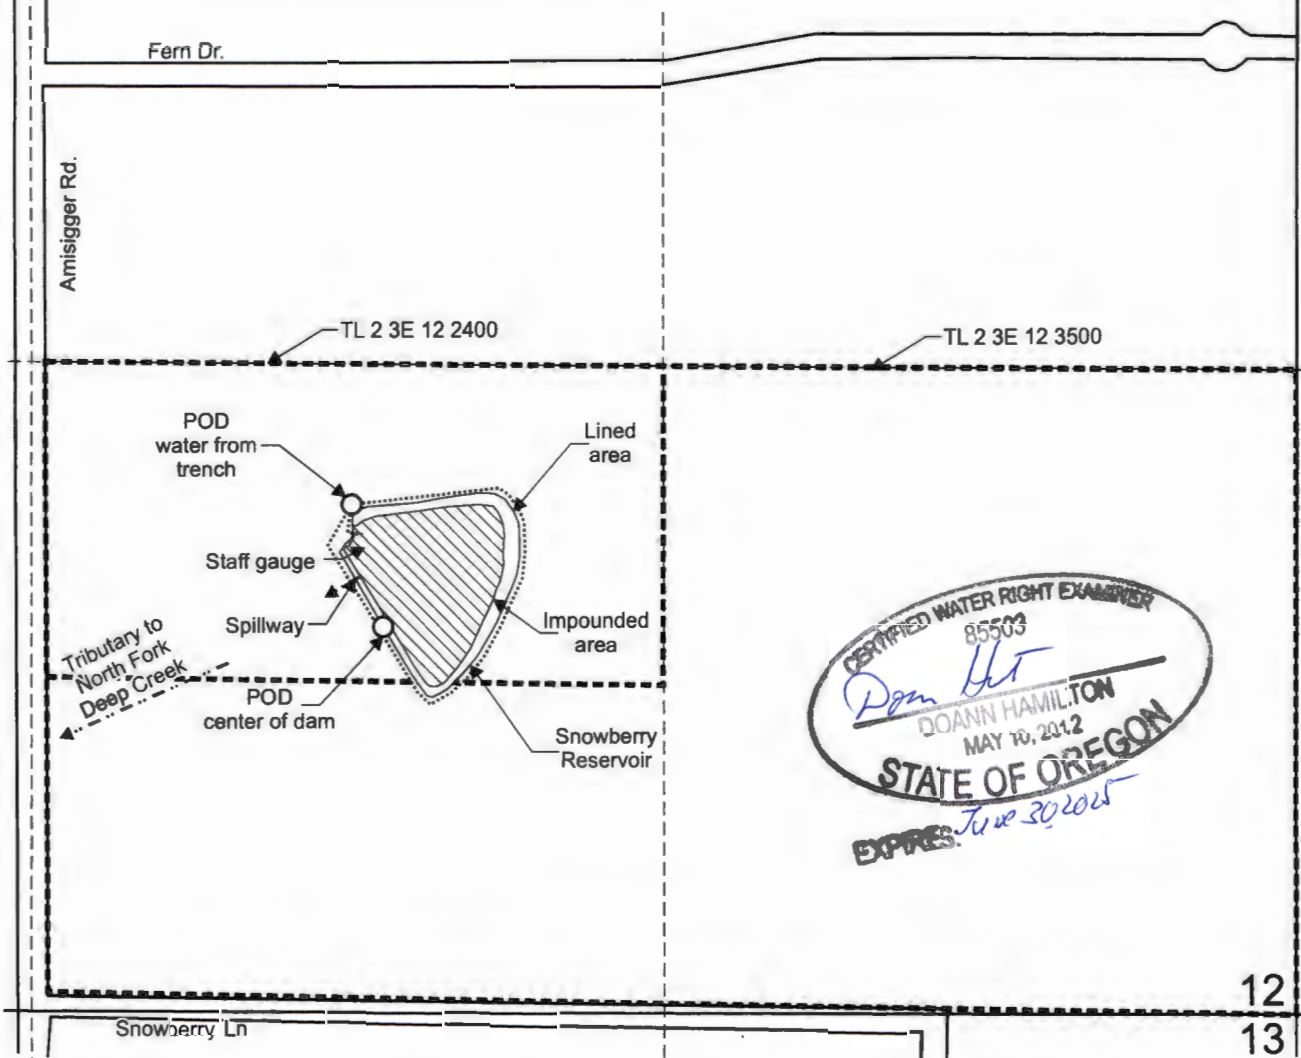 Fern Dr.
Amisigger Rd.
TL 2 3E 12 2400
TL 2 3E 12 3500
POD
water from
trench
Lined
area
Staff gauge
Spillway
Impounded
area
Tributary to
North Fork
Deep Creek
POD
center of dam
Snowberry
Reservoir
CERTIFIED WATER RIGHT EXAMINER
85503
DOANN HAMILTON
MAY 10, 2012
STATE OF OREGON
EXPIRES: June 30 2025
12
13
Snowberry Ln